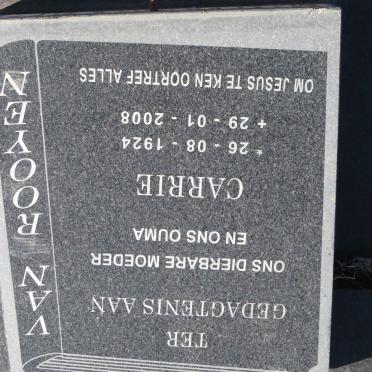 VAN ROOYEN
TER
GEDAGTENIS AAN
ONS DIERBARE MOEDER
EN ONS OUMA
CARRIE
* 26 - 08 - 1924
+ 29 - 01 - 2008
OM JESUS TE KEN OORTREF ALLES